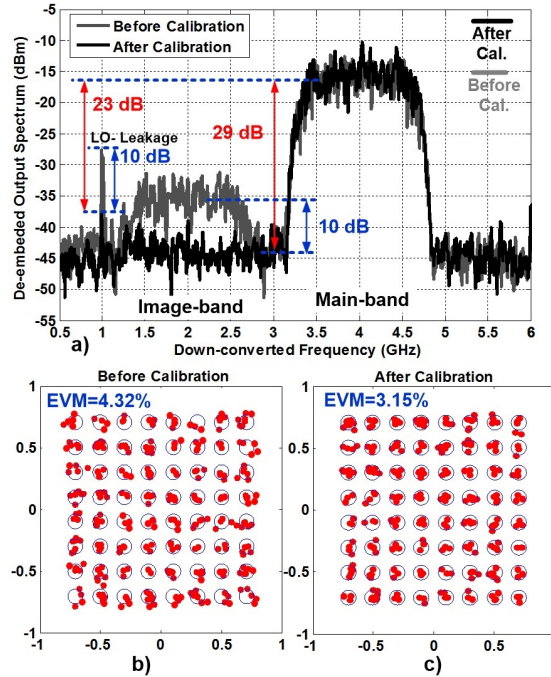 -5
-10
-15
-20
-25
-30
-35
-40
-45
-50
-55
De-embeded Output Spectrum (dBm)
Before Calibration
After Calibration
After
Cal.
Before
Cal.
23 dB
LO- Leakage
10 dB
29 dB
10 dB
Image-band
Main-band
0.5 1 1.5 2 2.5 3 3.5 4 4.5 5 5.5 6
a)
Down-converted Frequency (GHz)
Before Calibration
EVM=4.32%
1
0.5
0
-0.5
-1
-0.5 0 0.5 1
b)
After Calibration
EVM=3.15%
1
0.5
0
-0.5
-1
-0.5 0 0.5 1
c)